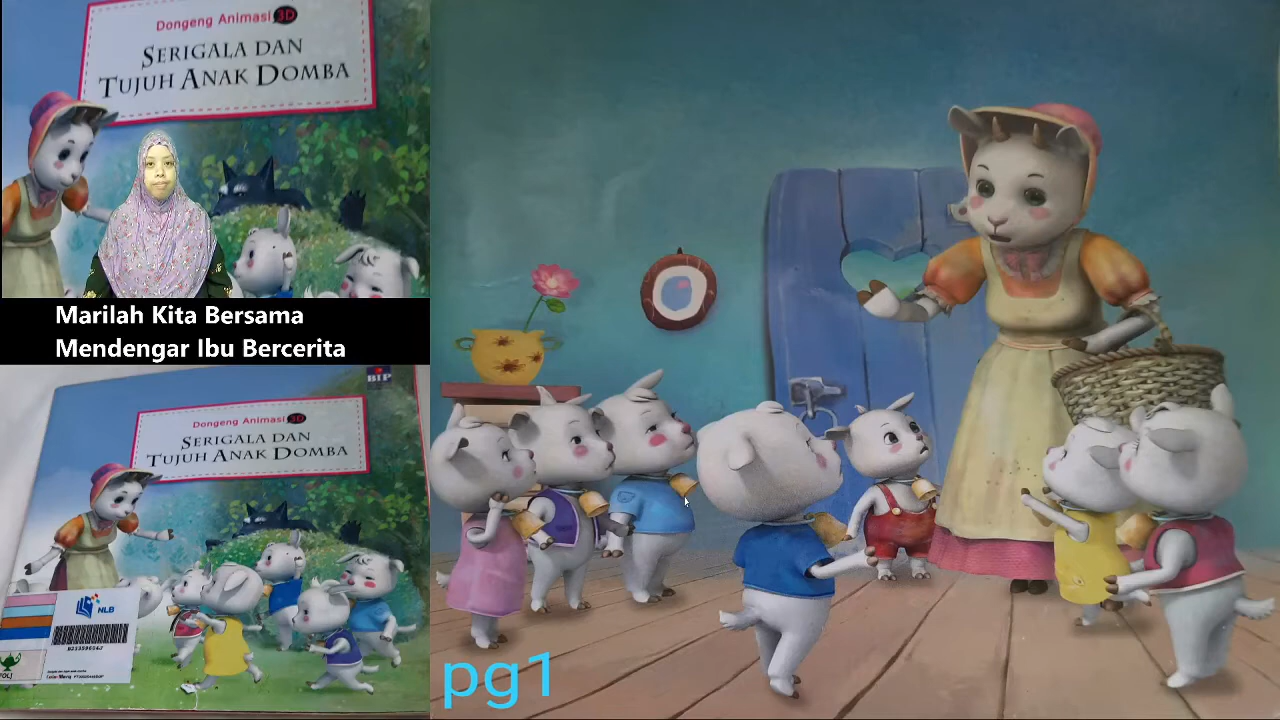 Dongeng Animasi 3D
SERIGALA DAN
TUJUH ANAK DOMBA
Marilah Kita Bersama
Mendengar Ibu Bercerita
BIP
Dongeng Animasi 3D
SERIGALA DAN
TUJUH ANAK DOMBA
NLB
pg1